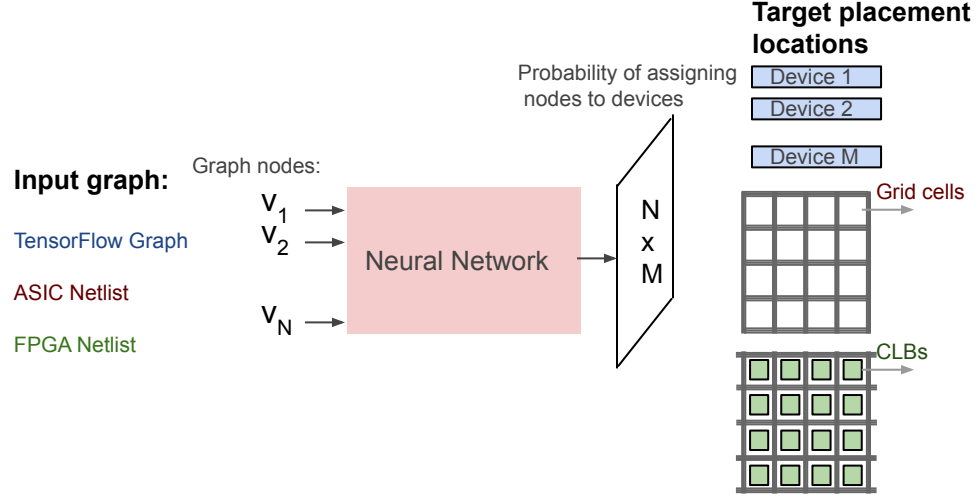 Target placement
locations
Probability of assigning
nodes to devices
Device 1
Device 2
Device M
Graph nodes:
Input graph:
TensorFlow Graph
ASIC Netlist
FPGA Netlist
V1
V2
VN
Neural Network
N
x
M
Grid cells
CLBs